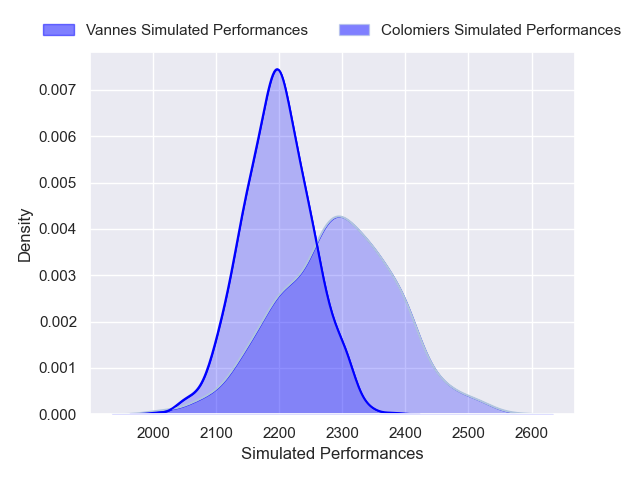 Vannes Simulated Performances Colomiers Simulated Performances
0.007
0.006
0.005
0.004
0.003
0.002
0.001
0.000
Density
2000 2100 2200 2300 2400 2500 2600
Simulated Performances